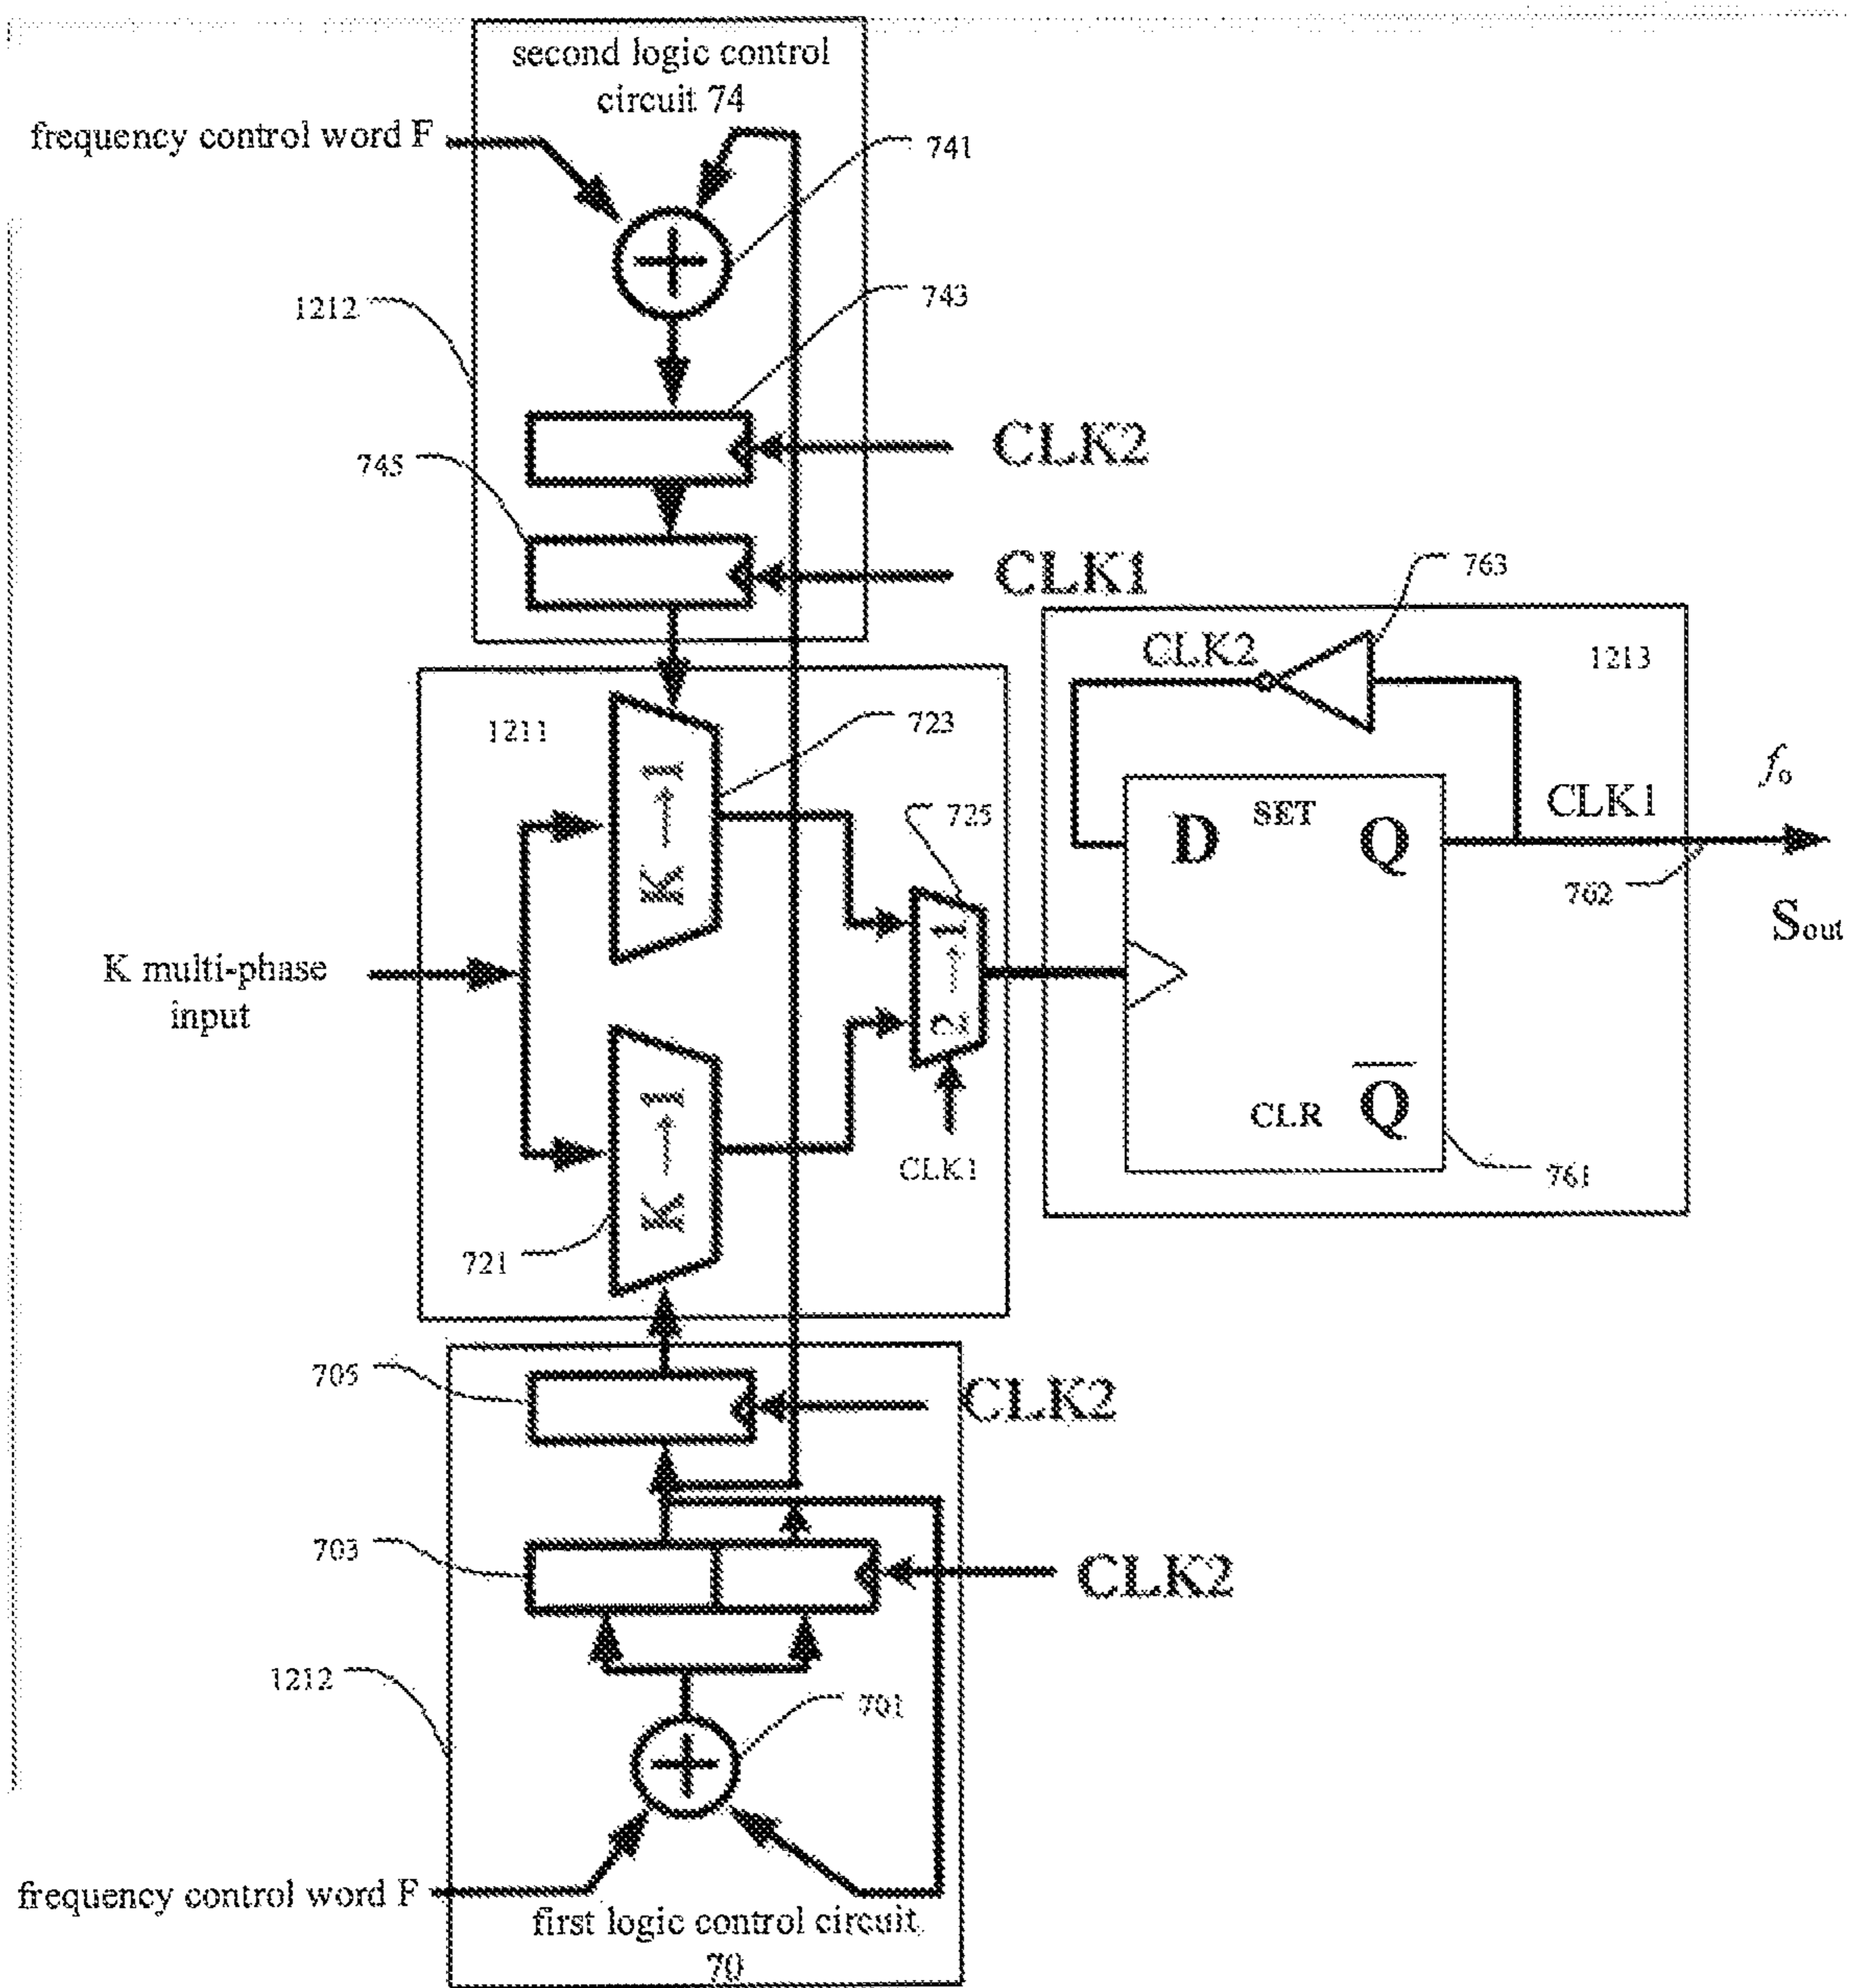 second logic control
circuit 74
frequency control word F
741
+
1212
743
CLK2
745
CLK1
763
CLK2
1213
1211
723
K→1
725
f₀
CLK1
D
SET
Q
762
Sout
2→1
K multi-phase
input
K→1
CLK1
CLR
Q̅
761
721
705
CLK2
703
CLK2
1212
701
+
frequency control word F
first logic control circuit
70